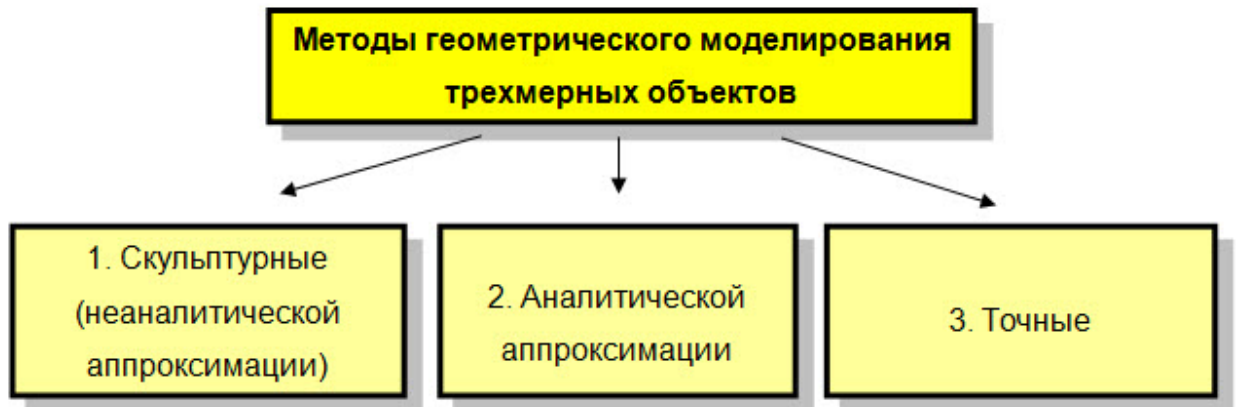 Методы геометрического моделирования
трехмерных объектов
1. Скульптурные
(неаналитической
аппроксимации)
2. Аналитической
аппроксимации
3. Точные